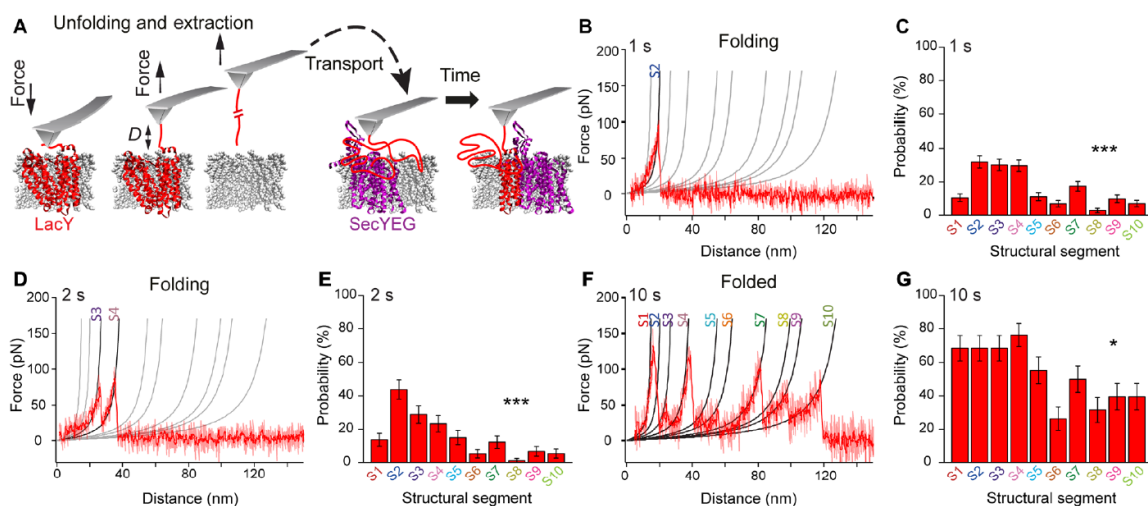 A
Unfolding and extraction
Force
Force
D
Transport
Time
LacY
SecYEG
B
1 s
Folding
S2
Force (pN)
200
150
100
50
0
0
40
80
120
Distance (nm)
C
1 s
Probability (%)
100
80
60
40
20
0
***
S1 S2 S3 S4 S5 S6 S7 S8 S9 S10
Structural segment
D
2 s
Folding
S3 S4
Force (pN)
200
150
100
50
0
0
40
80
120
Distance (nm)
E
2 s
Probability (%)
100
80
60
40
20
0
***
S1 S2 S3 S4 S5 S6 S7 S8 S9 S10
Structural segment
F
10 s
Folded
S1 S2 S3 S4 S5 S6 S7 S8 S9 S10
Force (pN)
200
150
100
50
0
0
40
80
120
Distance (nm)
G
10 s
Probability (%)
100
80
60
40
20
0
*
S1 S2 S3 S4 S5 S6 S7 S8 S9 S10
Structural segment